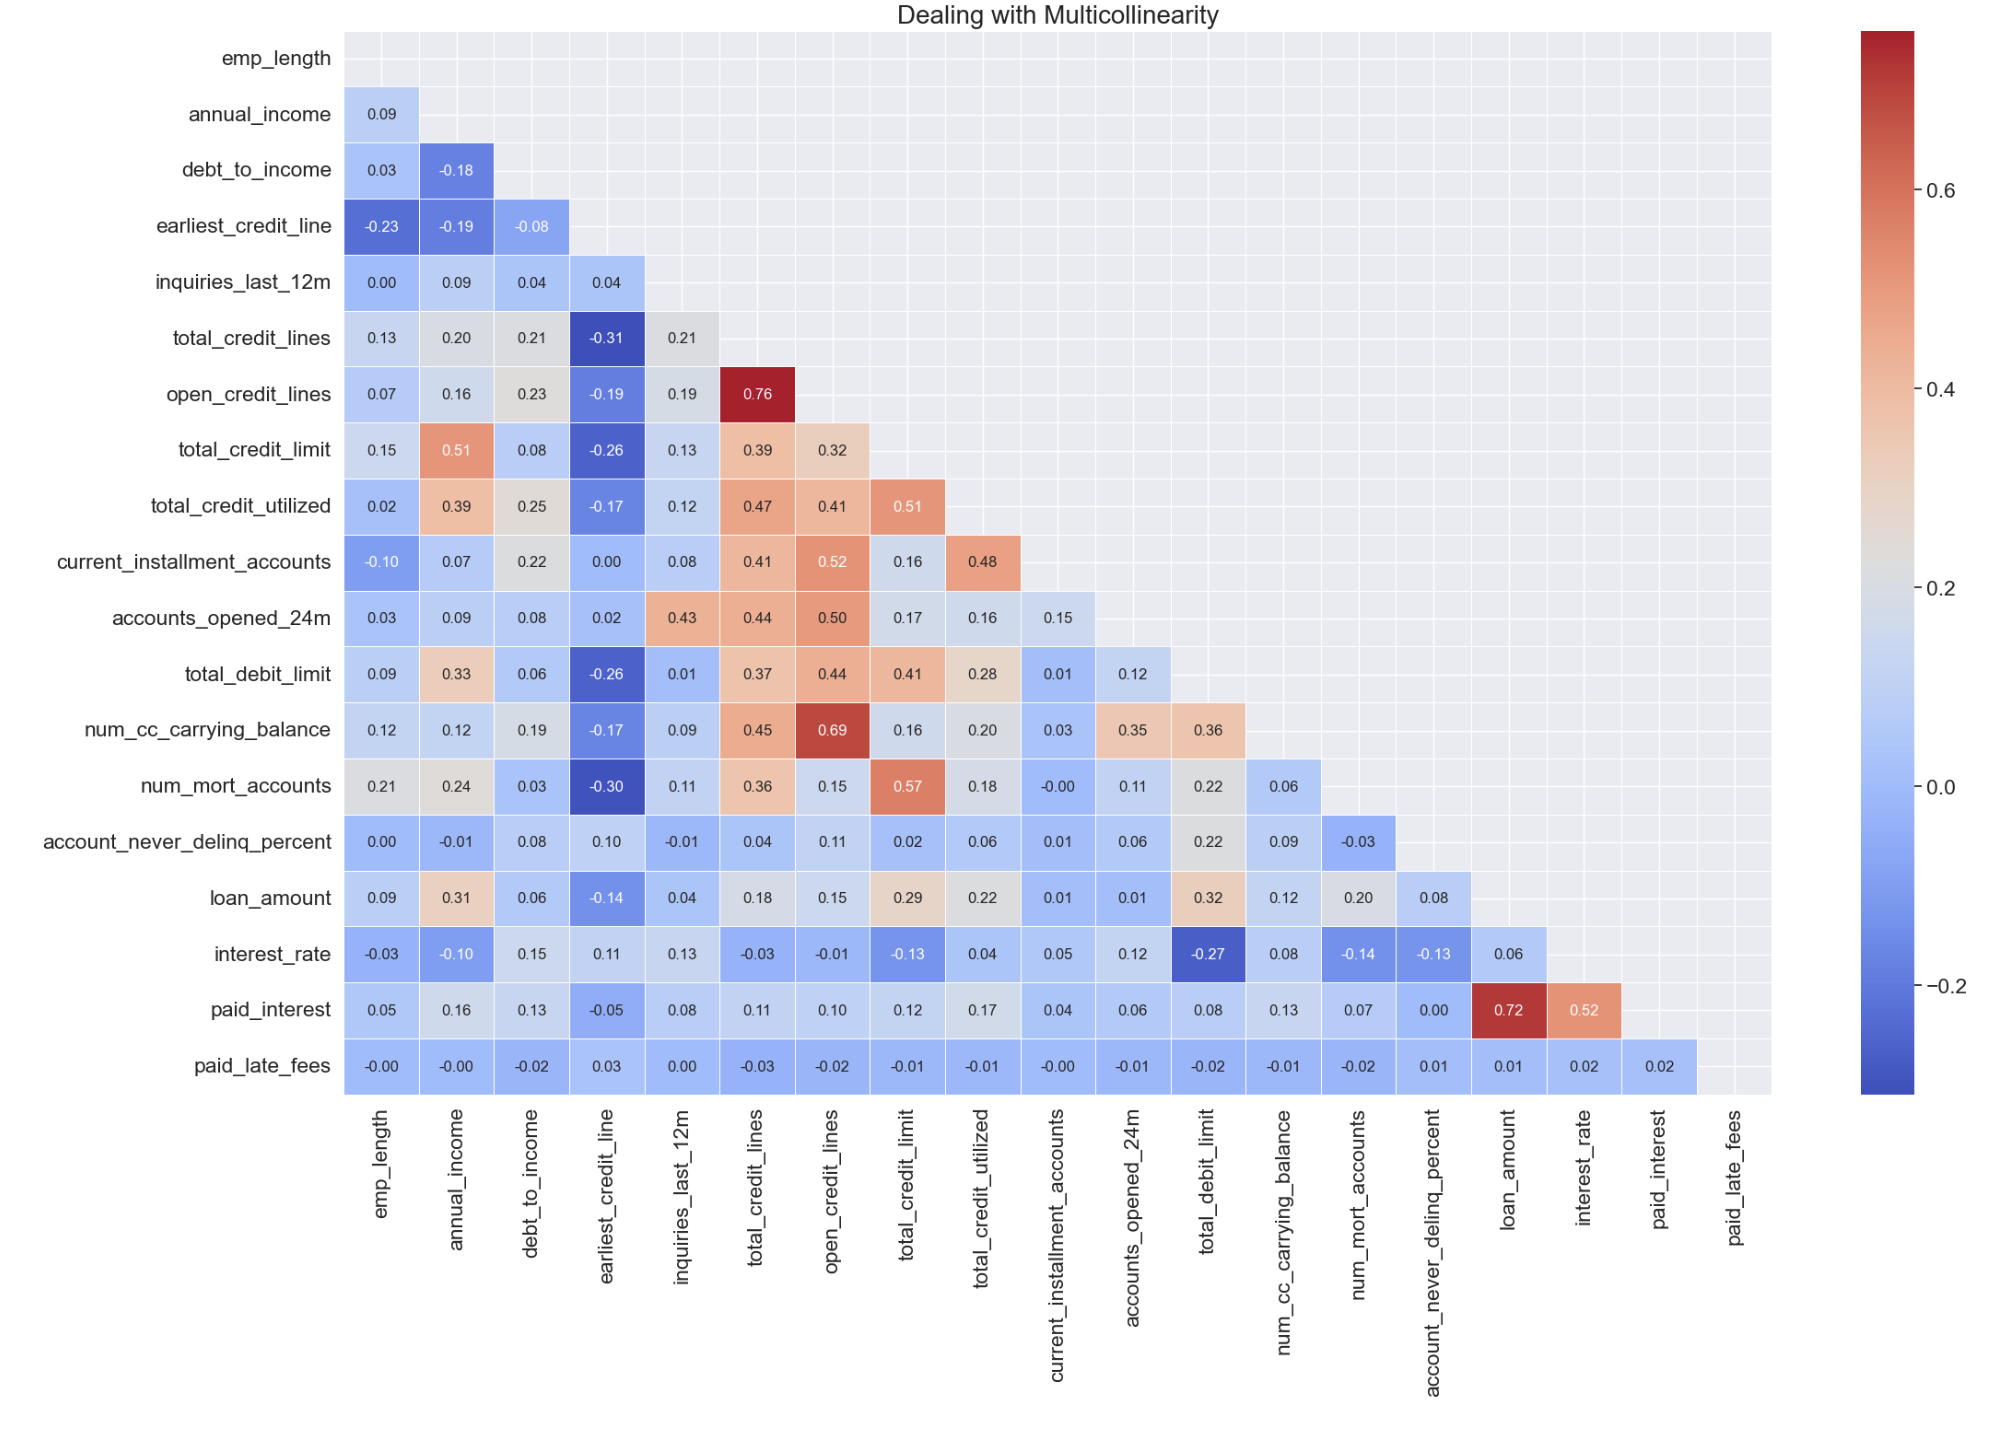 Dealing with Multicollinearity
emp_length
annual_income 0.09
debt_to_income 0.03 -0.18
earliest_credit_line -0.23 -0.19 -0.08
inquiries_last_12m 0.00 0.09 0.04 0.04
total_credit_lines 0.13 0.20 0.21 -0.31 0.21
open_credit_lines 0.07 0.16 0.23 -0.19 0.19 0.76
total_credit_limit 0.15 0.51 0.08 -0.26 0.13 0.39 0.32
total_credit_utilized 0.02 0.39 0.25 -0.17 0.12 0.47 0.41 0.51
current_installment_accounts -0.10 0.07 0.22 0.00 0.08 0.41 0.52 0.16 0.48
accounts_opened_24m 0.03 0.09 0.08 0.02 0.43 0.44 0.50 0.17 0.16 0.15
total_debit_limit 0.09 0.33 0.06 -0.26 0.01 0.37 0.44 0.41 0.28 0.01 0.12
num_cc_carrying_balance 0.12 0.12 0.19 -0.17 0.09 0.45 0.69 0.16 0.20 0.03 0.35 0.36
num_mort_accounts 0.21 0.24 0.03 -0.30 0.11 0.36 0.15 0.57 0.18 -0.00 0.11 0.22 0.06
account_never_delinq_percent 0.00 -0.01 0.08 0.10 -0.01 0.04 0.11 0.02 0.06 0.01 0.06 0.22 0.09 -0.03
loan_amount 0.09 0.31 0.06 -0.14 0.04 0.18 0.15 0.29 0.22 0.01 0.01 0.32 0.12 0.20 0.08
interest_rate -0.03 -0.10 0.15 0.11 0.13 -0.03 -0.01 -0.13 0.04 0.05 0.12 -0.27 0.08 -0.14 -0.13 0.06
paid_interest 0.05 0.16 0.13 -0.05 0.08 0.11 0.10 0.12 0.17 0.04 0.06 0.08 0.13 0.07 0.00 0.72 0.52
paid_late_fees -0.00 -0.00 -0.02 0.03 0.00 -0.03 -0.02 -0.01 -0.01 -0.00 -0.01 -0.02 -0.01 -0.02 0.01 0.01 0.02 0.02
emp_length
annual_income
debt_to_income
earliest_credit_line
inquiries_last_12m
total_credit_lines
open_credit_lines
total_credit_limit
total_credit_utilized
current_installment_accounts
accounts_opened_24m
total_debit_limit
num_cc_carrying_balance
num_mort_accounts
account_never_delinq_percent
loan_amount
interest_rate
paid_interest
paid_late_fees
0.6
0.4
0.2
0.0
−0.2